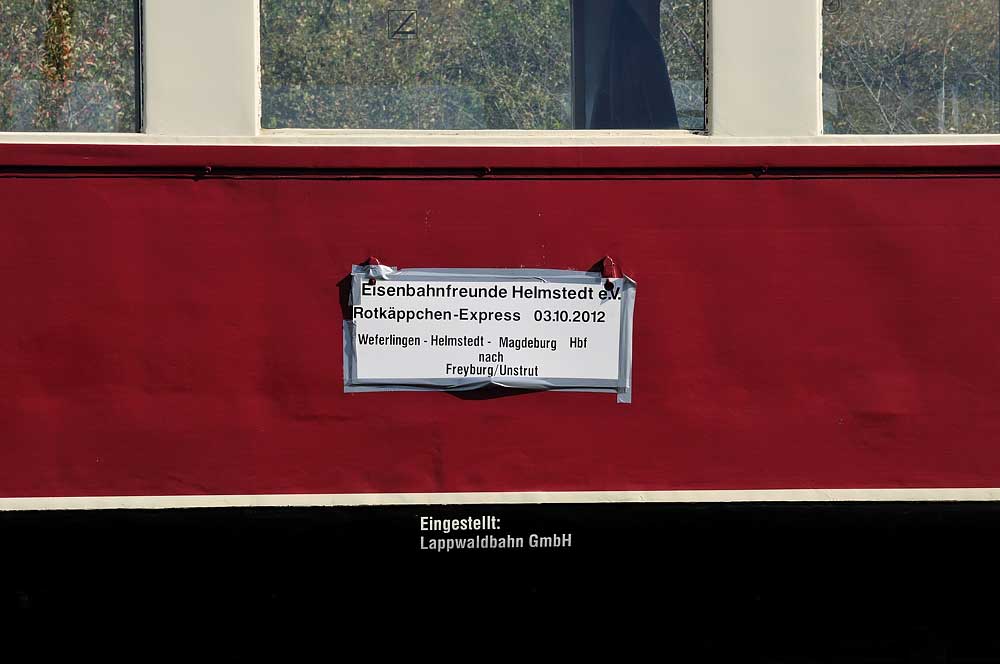 Eisenbahnfreunde Helmstedt e.V.
Rotkäppchen-Express 03.10.2012
Weferlingen - Helmstedt - Magdeburg Hbf
nach
Freyburg/Unstrut
Eingestellt:
Lappwaldbahn GmbH